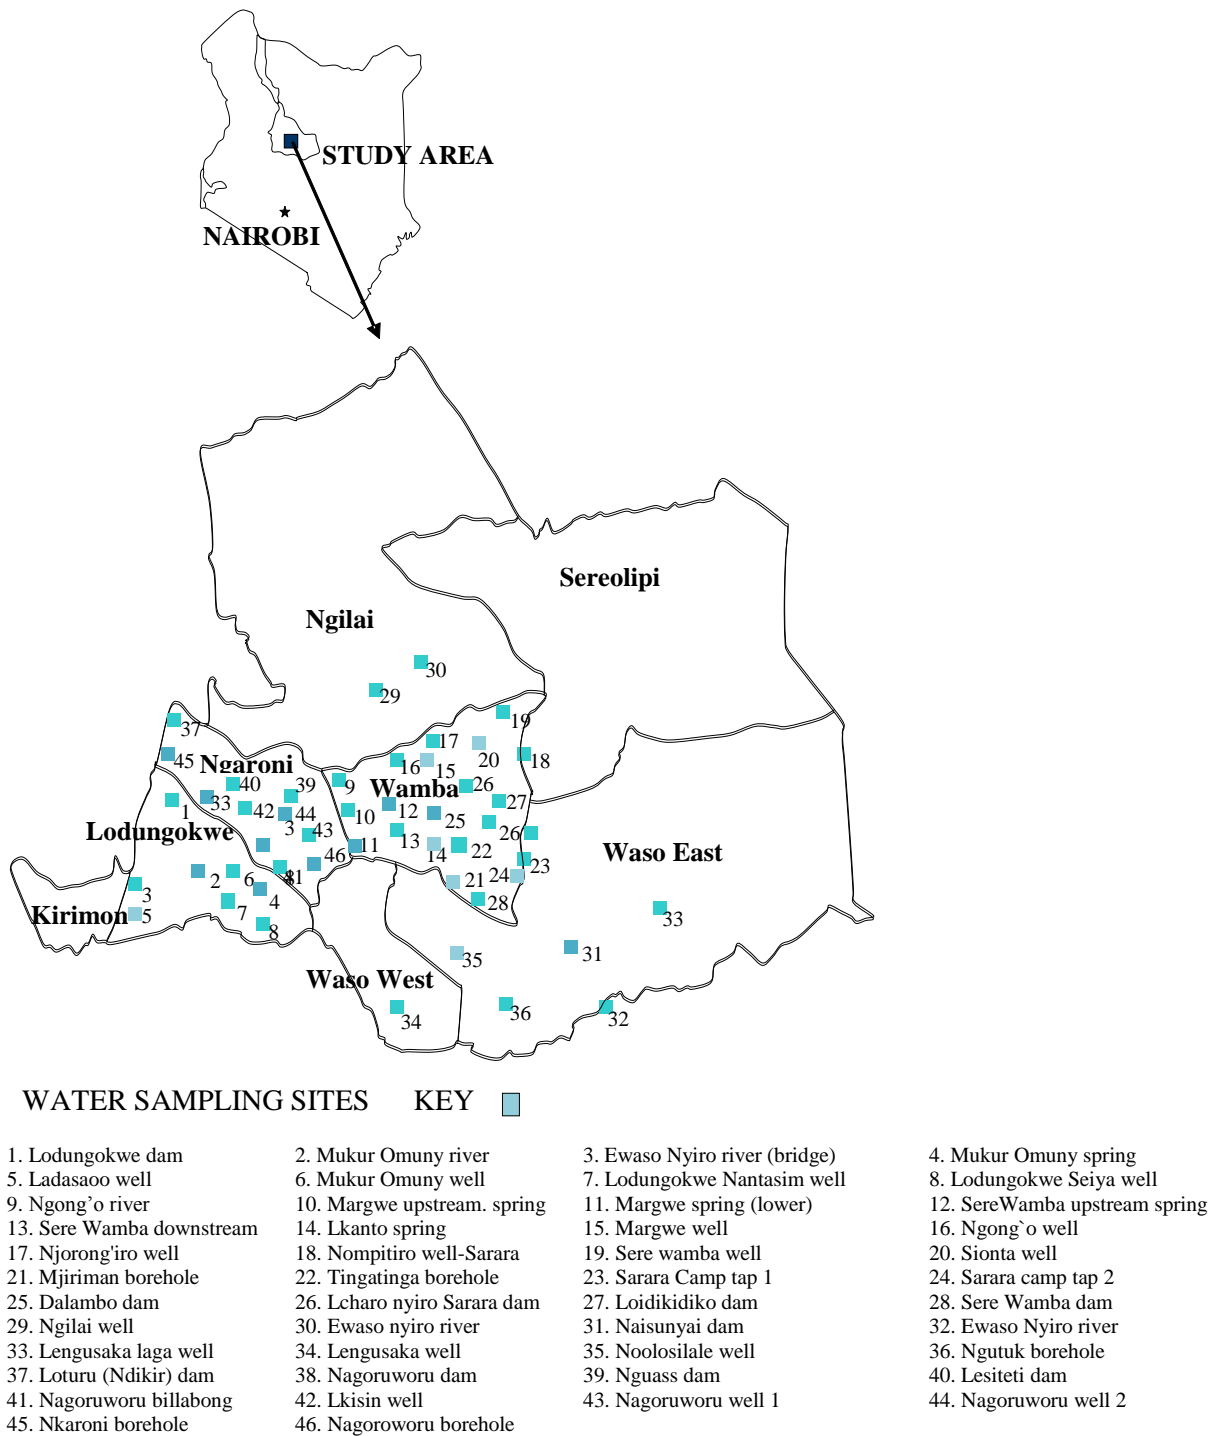 STUDY AREA
NAIROBI
Sereolipi
Ngilai
30
29
19
37
17
20
18
45
Ngaroni
16
15
40
39
9
Wamba
26
1
33
42
44
12
27
10
25
Lodungokwe
3
43
11
13
26
46
14
22
Waso East
23
2
6
41
21
24
3
4
28
Kirimon
5
7
33
8
31
35
Waso West
34
36
32
WATER SAMPLING SITES KEY
1. Lodungokwe dam 2. Mukur Omuny river 3. Ewaso Nyiro river (bridge) 4. Mukur Omuny spring
5. Ladasaoo well 6. Mukur Omuny well 7. Lodungokwe Nantasim well 8. Lodungokwe Seiya well
9. Ngong’o river 10. Margwe upstream. spring 11. Margwe spring (lower) 12. SereWamba upstream spring
13. Sere Wamba downstream 14. Lkanto spring 15. Margwe well 16. Ngong`o well
17. Njorong'iro well 18. Nompitiro well-Sarara 19. Sere wamba well 20. Sionta well
21. Mjiriman borehole 22. Tingatinga borehole 23. Sarara Camp tap 1 24. Sarara camp tap 2
25. Dalambo dam 26. Lcharo nyiro Sarara dam 27. Loidikidiko dam 28. Sere Wamba dam
29. Ngilai well 30. Ewaso nyiro river 31. Naisunyai dam 32. Ewaso Nyiro river
33. Lengusaka laga well 34. Lengusaka well 35. Noolosilale well 36. Ngutuk borehole
37. Loturu (Ndikir) dam 38. Nagoruworu dam 39. Nguass dam 40. Lesiteti dam
41. Nagoruworu billabong 42. Lkisin well 43. Nagoruworu well 1 44. Nagoruworu well 2
45. Nkaroni borehole 46. Nagoroworu borehole